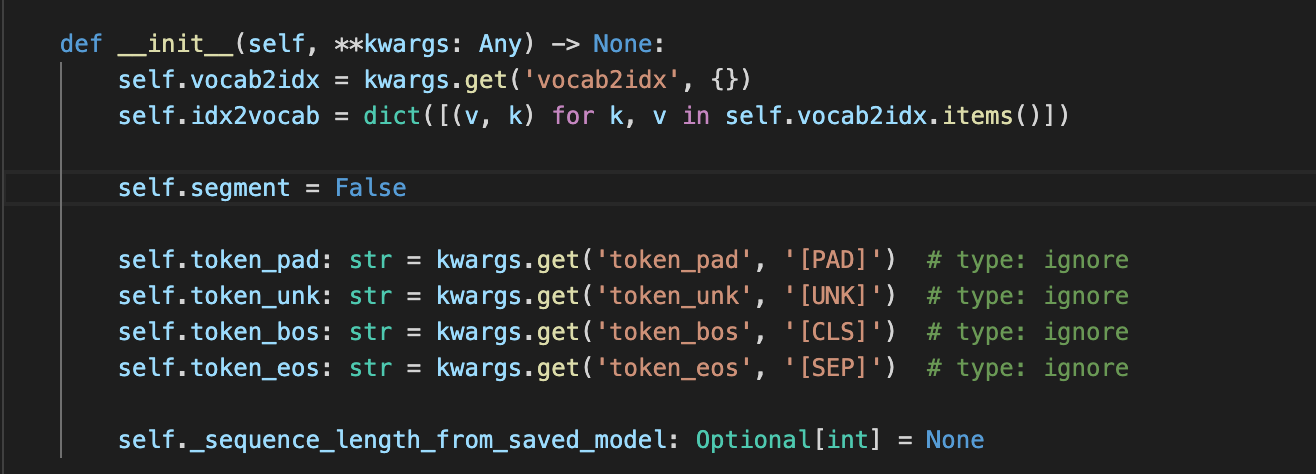 def __init__(self, **kwargs: Any) -> None:
self.vocab2idx = kwargs.get('vocab2idx', {})
self.idx2vocab = dict([(v, k) for k, v in self.vocab2idx.items()])
self.segment = False
self.token_pad: str = kwargs.get('token_pad', '[PAD]')  # type: ignore
self.token_unk: str = kwargs.get('token_unk', '[UNK]')  # type: ignore
self.token_bos: str = kwargs.get('token_bos', '[CLS]')  # type: ignore
self.token_eos: str = kwargs.get('token_eos', '[SEP]')  # type: ignore
self._sequence_length_from_saved_model: Optional[int] = None